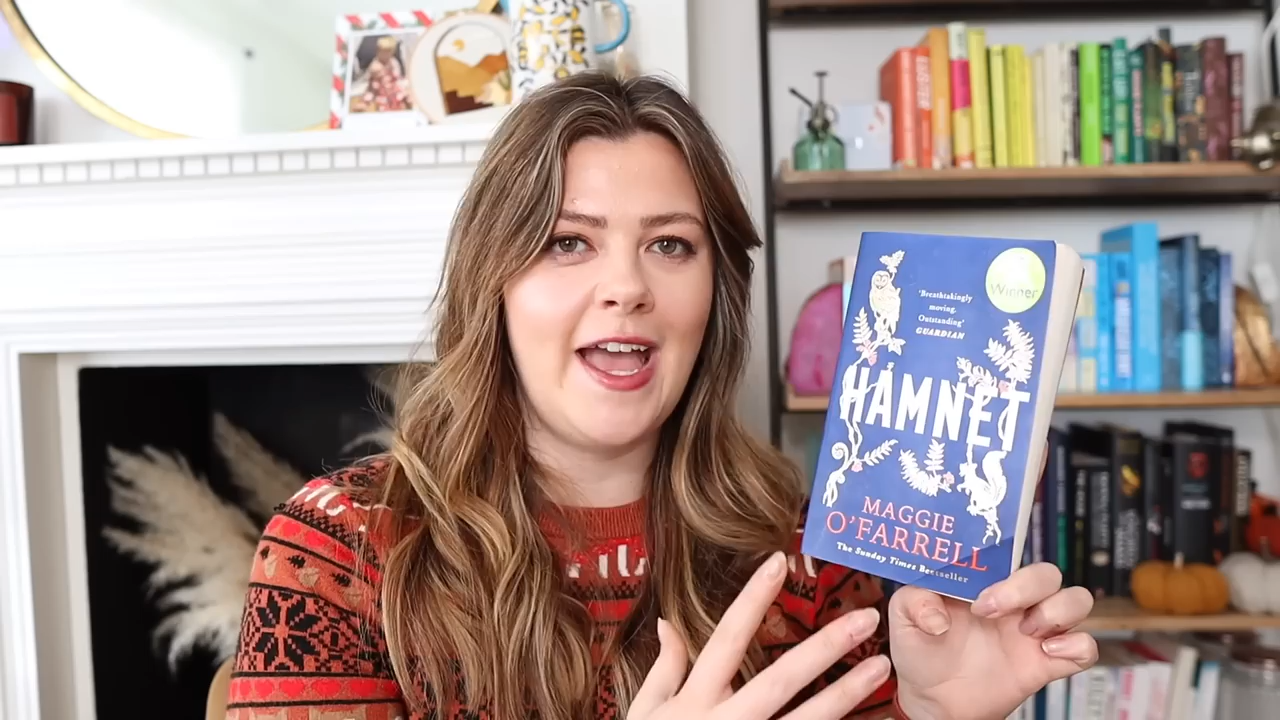 Winner
'Breathtakingly
moving.
Outstanding'
GUARDIAN
HAMNET
MAGGIE
O'FARRELL
The Sunday Times Bestseller